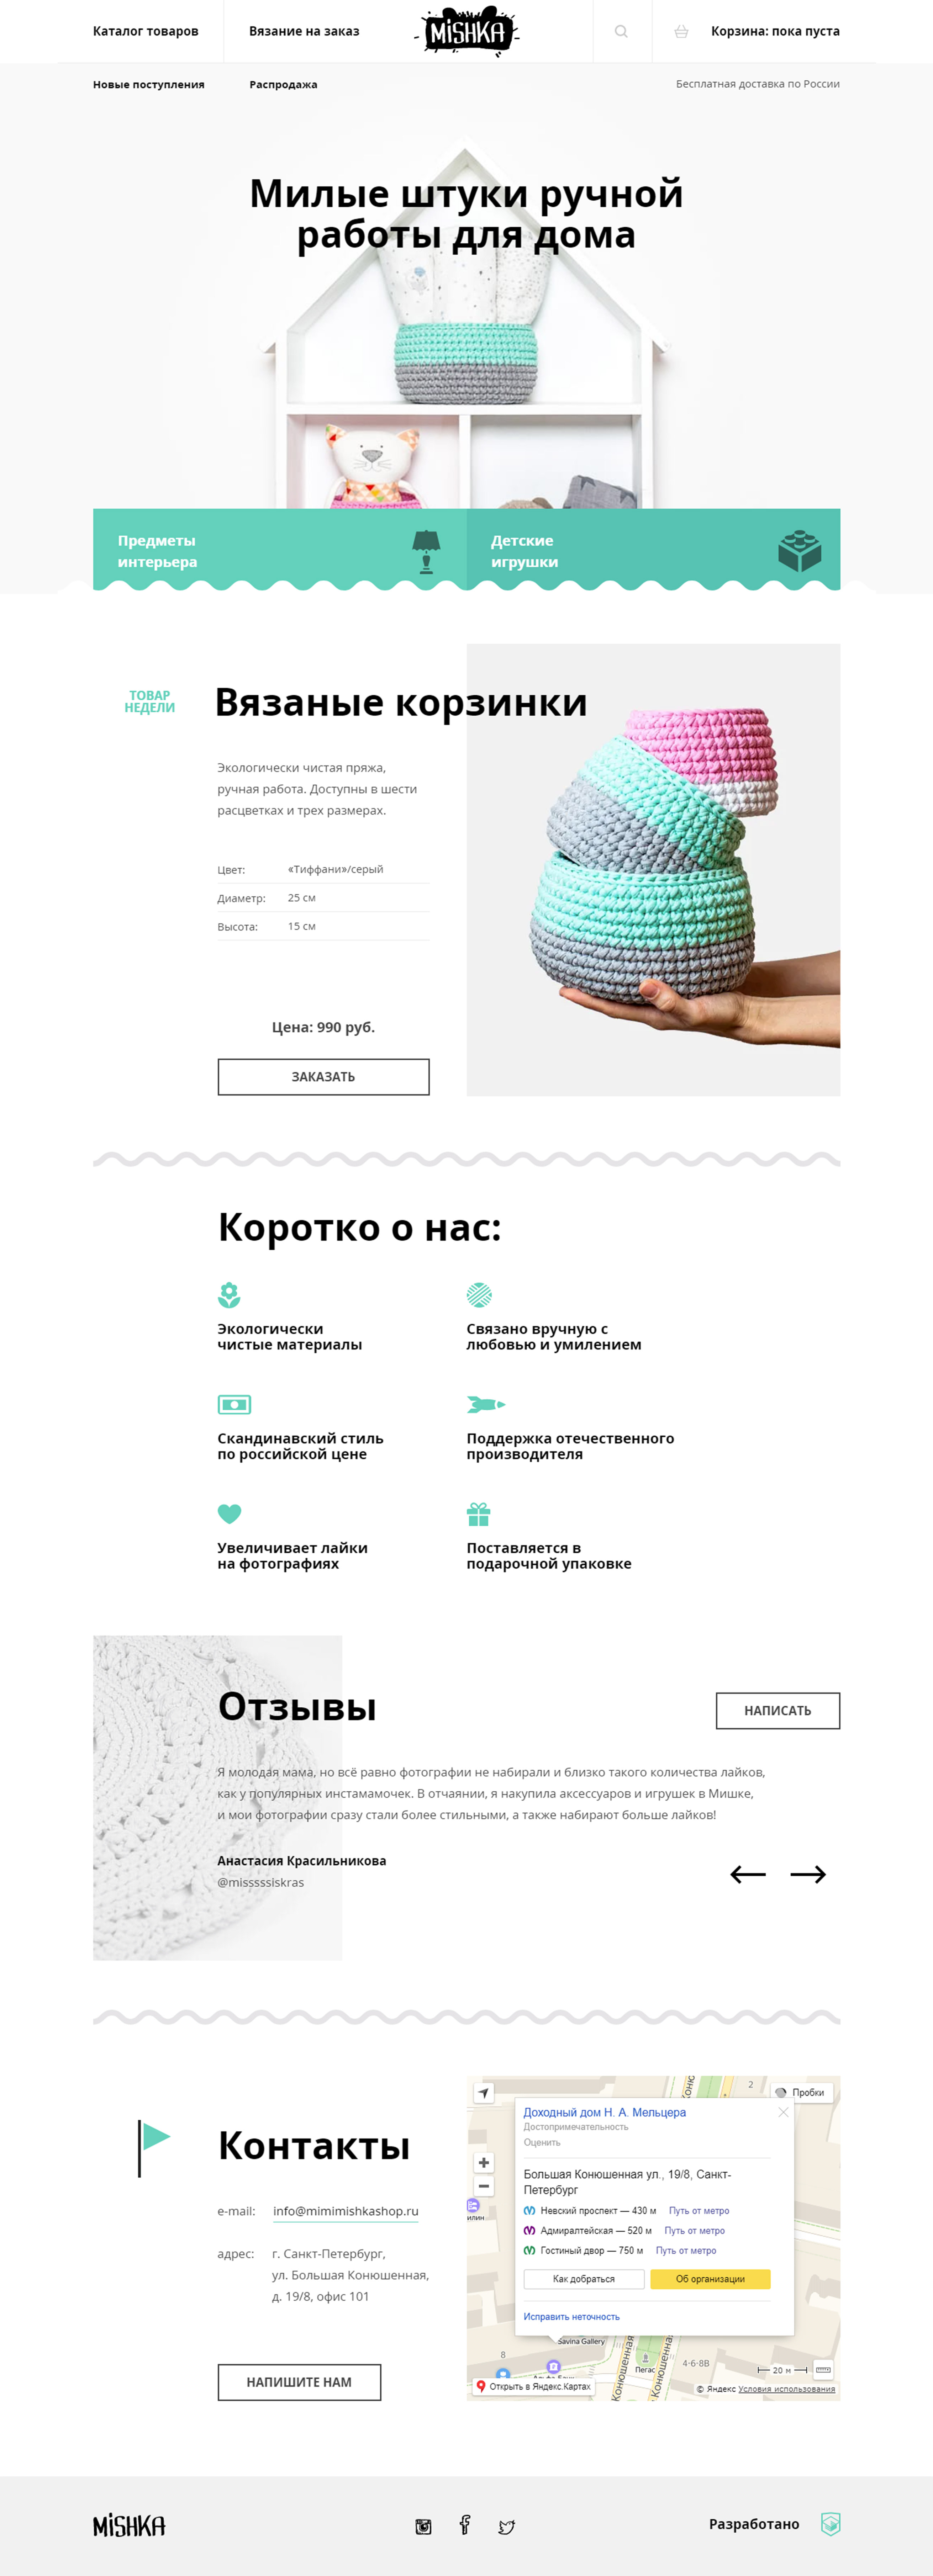 Каталог товаров
Вязание на заказ
MiSHKA
Корзина: пока пуста
Новые поступления
Распродажа
Бесплатная доставка по России
Милые штуки ручной
работы для дома
Предметы
интерьера
Детские
игрушки
ТОВАР
НЕДЕЛИ
Вязаные корзинки
Экологически чистая пряжа,
ручная работа. Доступны в шести
расцветках и трех размерах.
Цвет: «Тиффани»/серый
Диаметр: 25 см
Высота: 15 см
Цена: 990 руб.
ЗАКАЗАТЬ
Коротко о нас:
Экологически
чистые материалы
Связано вручную с
любовью и умилением
Скандинавский стиль
по российской цене
Поддержка отечественного
производителя
Увеличивает лайки
на фотографиях
Поставляется в
подарочной упаковке
Отзывы
НАПИСАТЬ
Я молодая мама, но всё равно фотографии не набирали и близко такого количества лайков,
как у популярных инстамамочек. В отчаянии, я накупила аксессуаров и игрушек в Мишке,
и мои фотографии сразу стали более стильными, а также набирают больше лайков!
Анастасия Красильникова
@misssssiskras
Контакты
e-mail: info@mimimishkashop.ru
адрес: г. Санкт-Петербург,
ул. Большая Конюшенная,
д. 19/8, офис 101
НАПИШИТЕ НАМ
2
Пробки
Доходный дом Н. А. Мельцера
Достопримечательность
Оценить
Большая Конюшенная ул., 19/8, Санкт-
Петербург
Невский проспект — 430 м Путь от метро
Адмиралтейская — 520 м Путь от метро
Гостиный двор — 750 м Путь от метро
Как добраться
Об организации
Исправить неточность
Savina Gallery
8
Конюшенная
Конюшенная
4-6-8В
20 м
Открыть в Яндекс.Картах
© Яндекс Условия использования
MiSHKA
Разработано